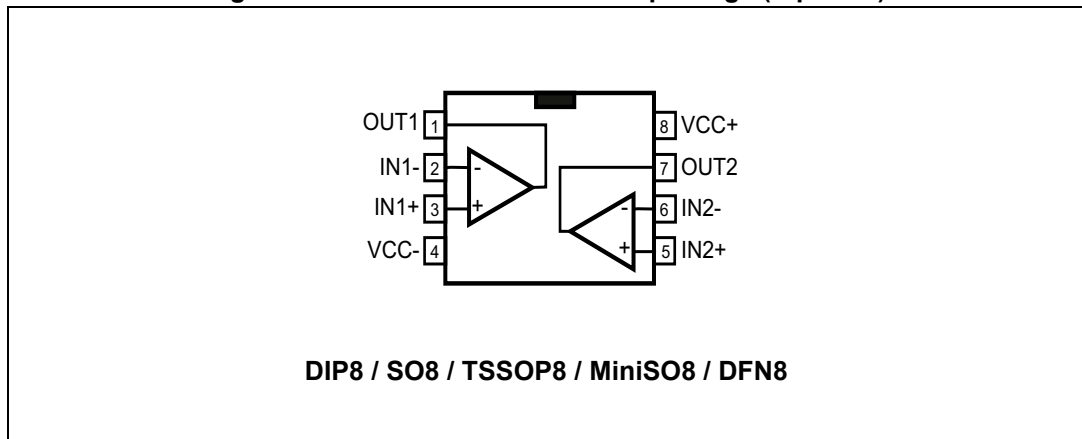 OUT1 1 8 VCC+
IN1- 2 - 7 OUT2
IN1+ 3 + - 6 IN2-
VCC- 4 + 5 IN2+
DIP8 / SO8 / TSSOP8 / MiniSO8 / DFN8